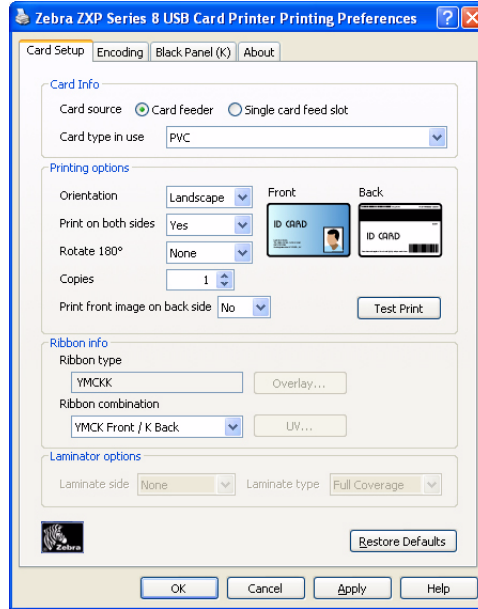 Zebra ZXP Series 8 USB Card Printer Printing Preferences
Card Setup Encoding Black Panel (K) About
Card Info
Card source Card feeder Single card feed slot
Card type in use PVC
Printing options
Orientation Landscape Front Back
Print on both sides Yes
ID CARD ID CARD
Rotate 180° None
Copies 1
Print front image on back side No Test Print
Ribbon info
Ribbon type
YMCKK Overlay...
Ribbon combination
YMCK Front / K Back UV...
Laminator options
Laminate side None Laminate type Full Coverage
Zebra Restore Defaults
OK Cancel Apply Help